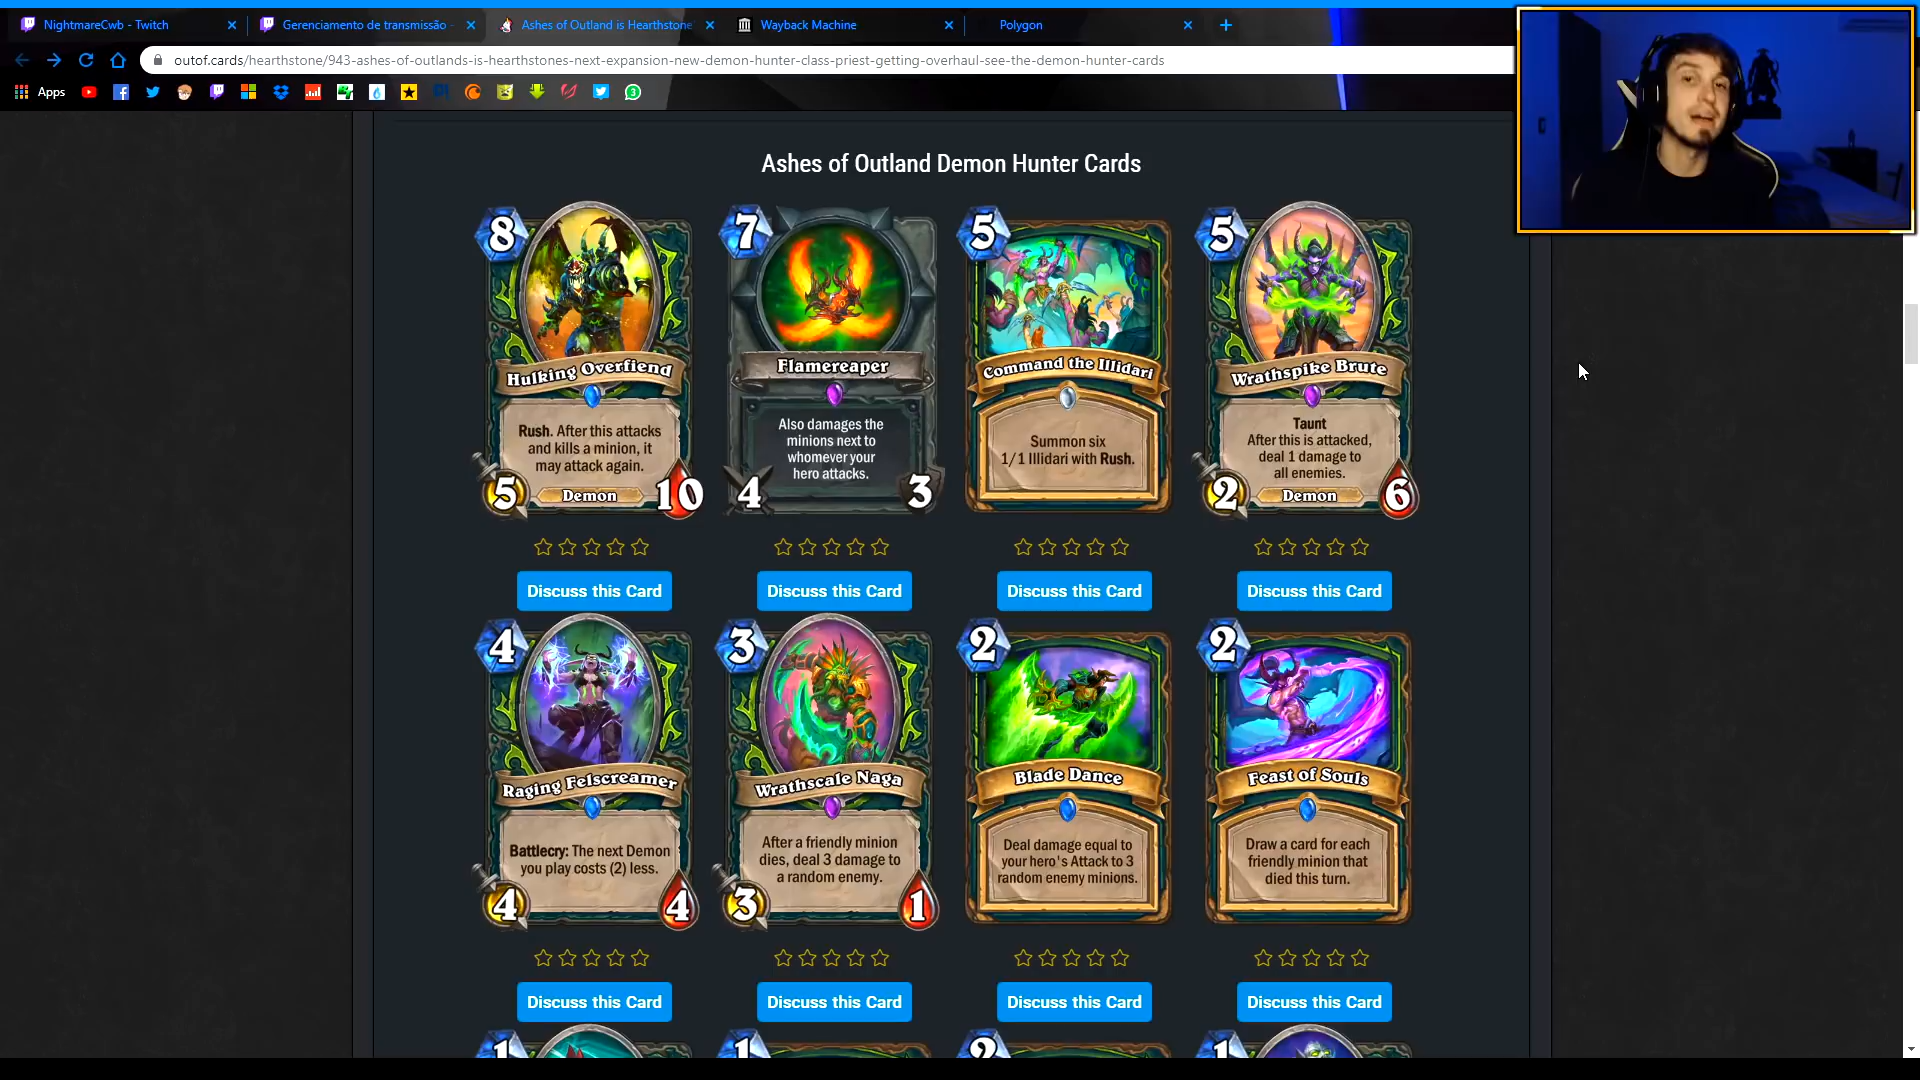 NightmareCwb - Twitch
Gerenciamento de transmissão -
Ashes of Outland is Hearthstone'
Wayback Machine
Polygon
outof.cards/hearthstone/943-ashes-of-outlands-is-hearthstones-next-expansion-new-demon-hunter-class-priest-getting-overhaul-see-the-demon-hunter-cards
Apps
3
Ashes of Outland Demon Hunter Cards
8
Hulking Overfiend
Rush. After this attacks
and kills a minion, it
may attack again.
5
Demon
10
7
Flamereaper
Also damages the
minions next to
whomever your
hero attacks.
4
3
5
Command the Illidari
Summon six
1/1 Illidari with Rush.
5
Wrathspike Brute
Taunt
After this is attacked,
deal 1 damage to
all enemies.
2
Demon
6
Discuss this Card
Discuss this Card
Discuss this Card
Discuss this Card
4
Raging Felscreamer
Battlecry: The next Demon
you play costs (2) less.
4
4
3
Wrathscale Naga
After a friendly minion
dies, deal 3 damage to
a random enemy.
3
1
2
Blade Dance
Deal damage equal to
your hero's Attack to 3
random enemy minions.
2
Feast of Souls
Draw a card for each
friendly minion that
died this turn.
Discuss this Card
Discuss this Card
Discuss this Card
Discuss this Card
1
1
2
1